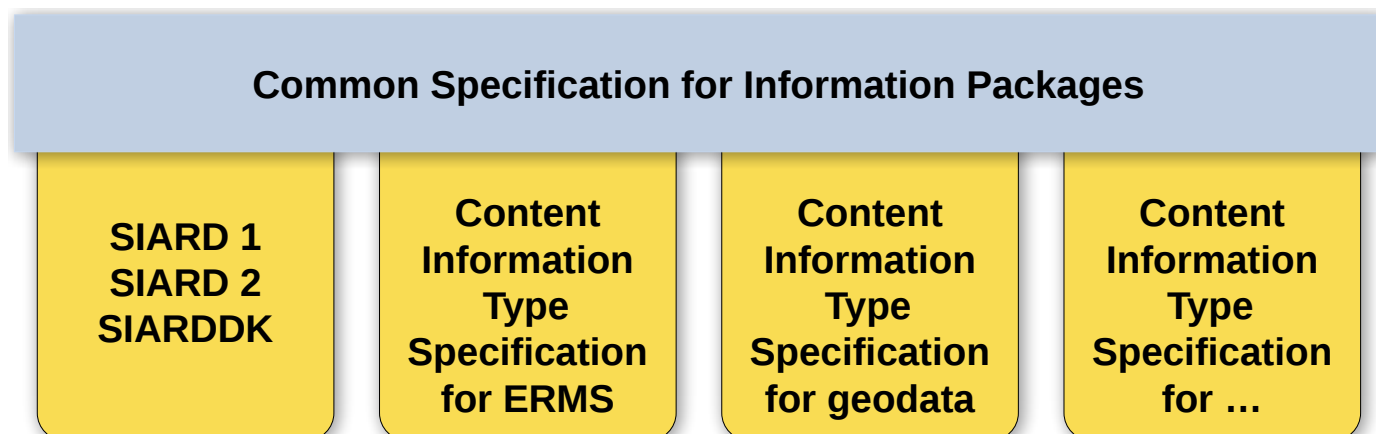 Common Specification for Information Packages
SIARD 1
SIARD 2
SIARDDK
Content
Information
Type
Specification
for ERMS
Content
Information
Type
Specification
for geodata
Content
Information
Type
Specification
for …